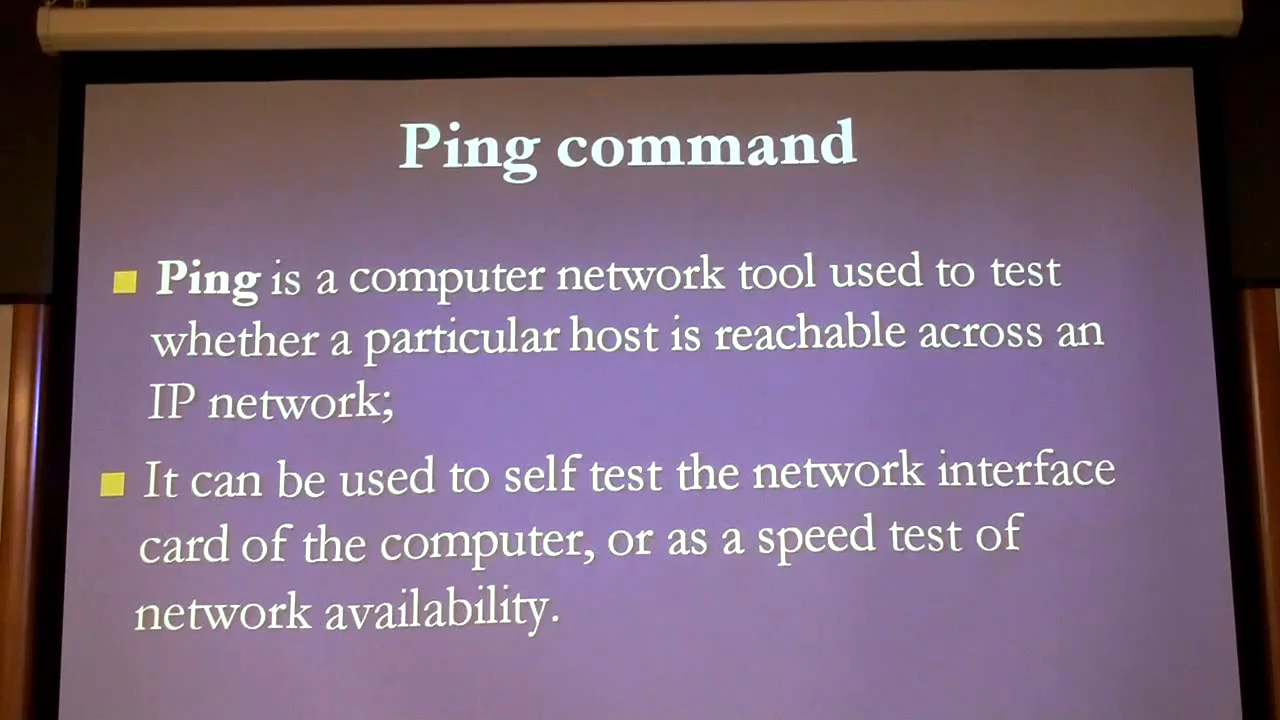 Ping command
Ping is a computer network tool used to test
whether a particular host is reachable across an
IP network;
It can be used to self test the network interface
card of the computer, or as a speed test of
network availability.